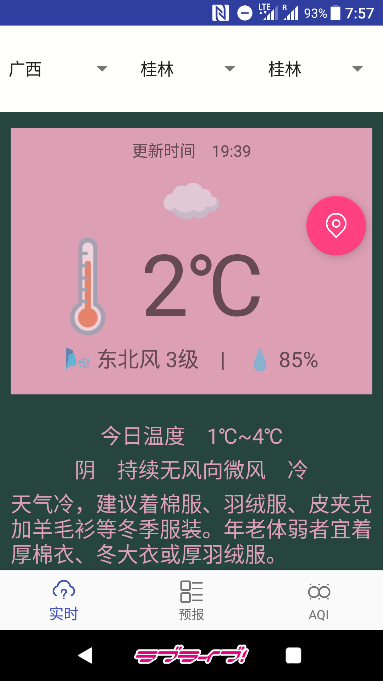 LTE R 93% 7:57
广西 桂林 桂林
更新时间 19:39
2℃
东北风 3级 | 85%
今日温度 1℃~4℃
阴 持续无风向微风 冷
天气冷，建议着棉服、羽绒服、皮夹克
加羊毛衫等冬季服装。年老体弱者宜着
厚棉衣、冬大衣或厚羽绒服。
实时 预报 AQI
ラブライブ!